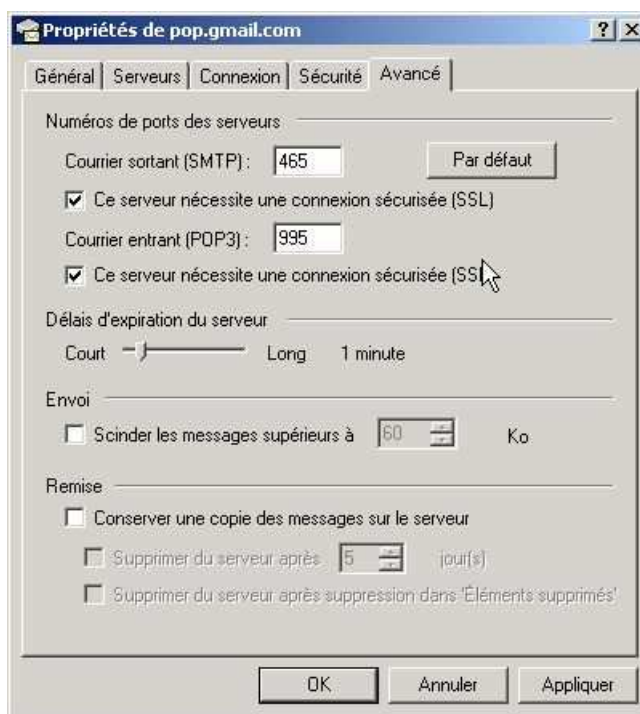 Propriétés de pop.gmail.com
Général Serveurs Connexion Sécurité Avancé
Numéros de ports des serveurs
Courrier sortant (SMTP) : 465 Par défaut
Ce serveur nécessite une connexion sécurisée (SSL)
Courrier entrant (POP3) : 995
Ce serveur nécessite une connexion sécurisée (SS
Délais d'expiration du serveur
Court Long 1 minute
Envoi
Scinder les messages supérieurs à 60 Ko
Remise
Conserver une copie des messages sur le serveur
Supprimer du serveur après 5 jour(s)
Supprimer du serveur après suppression dans 'Éléments supprimés'
OK Annuler Appliquer